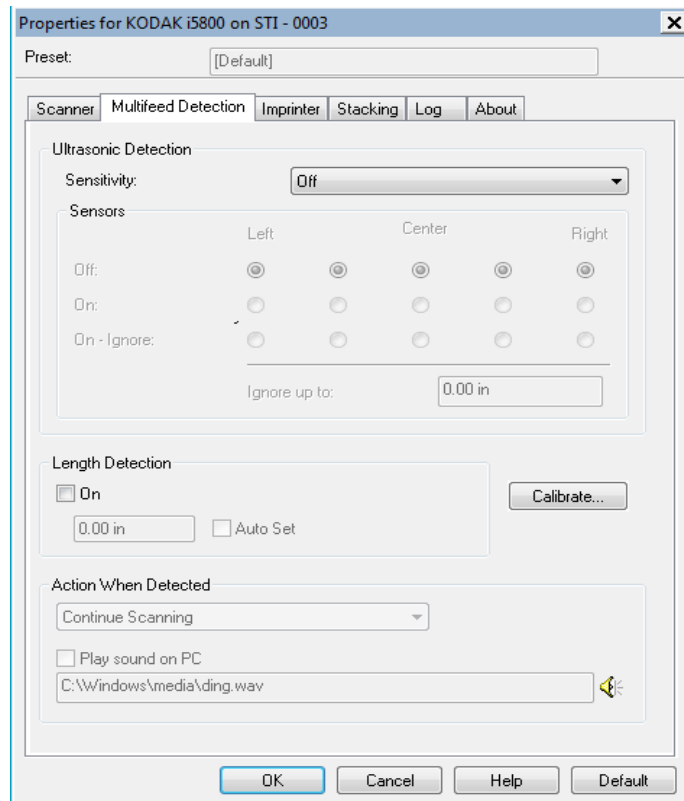 Properties for KODAK i5800 on STI - 0003
Preset: [Default]
Scanner Multifeed Detection Imprinter Stacking Log About
Ultrasonic Detection
Sensitivity: Off
Sensors
Left Center Right
Off:
On:
On - Ignore:
Ignore up to: 0.00 in
Length Detection
On
Calibrate...
0.00 in Auto Set
Action When Detected
Continue Scanning
Play sound on PC
C:\Windows\media\ding.wav
OK Cancel Help Default